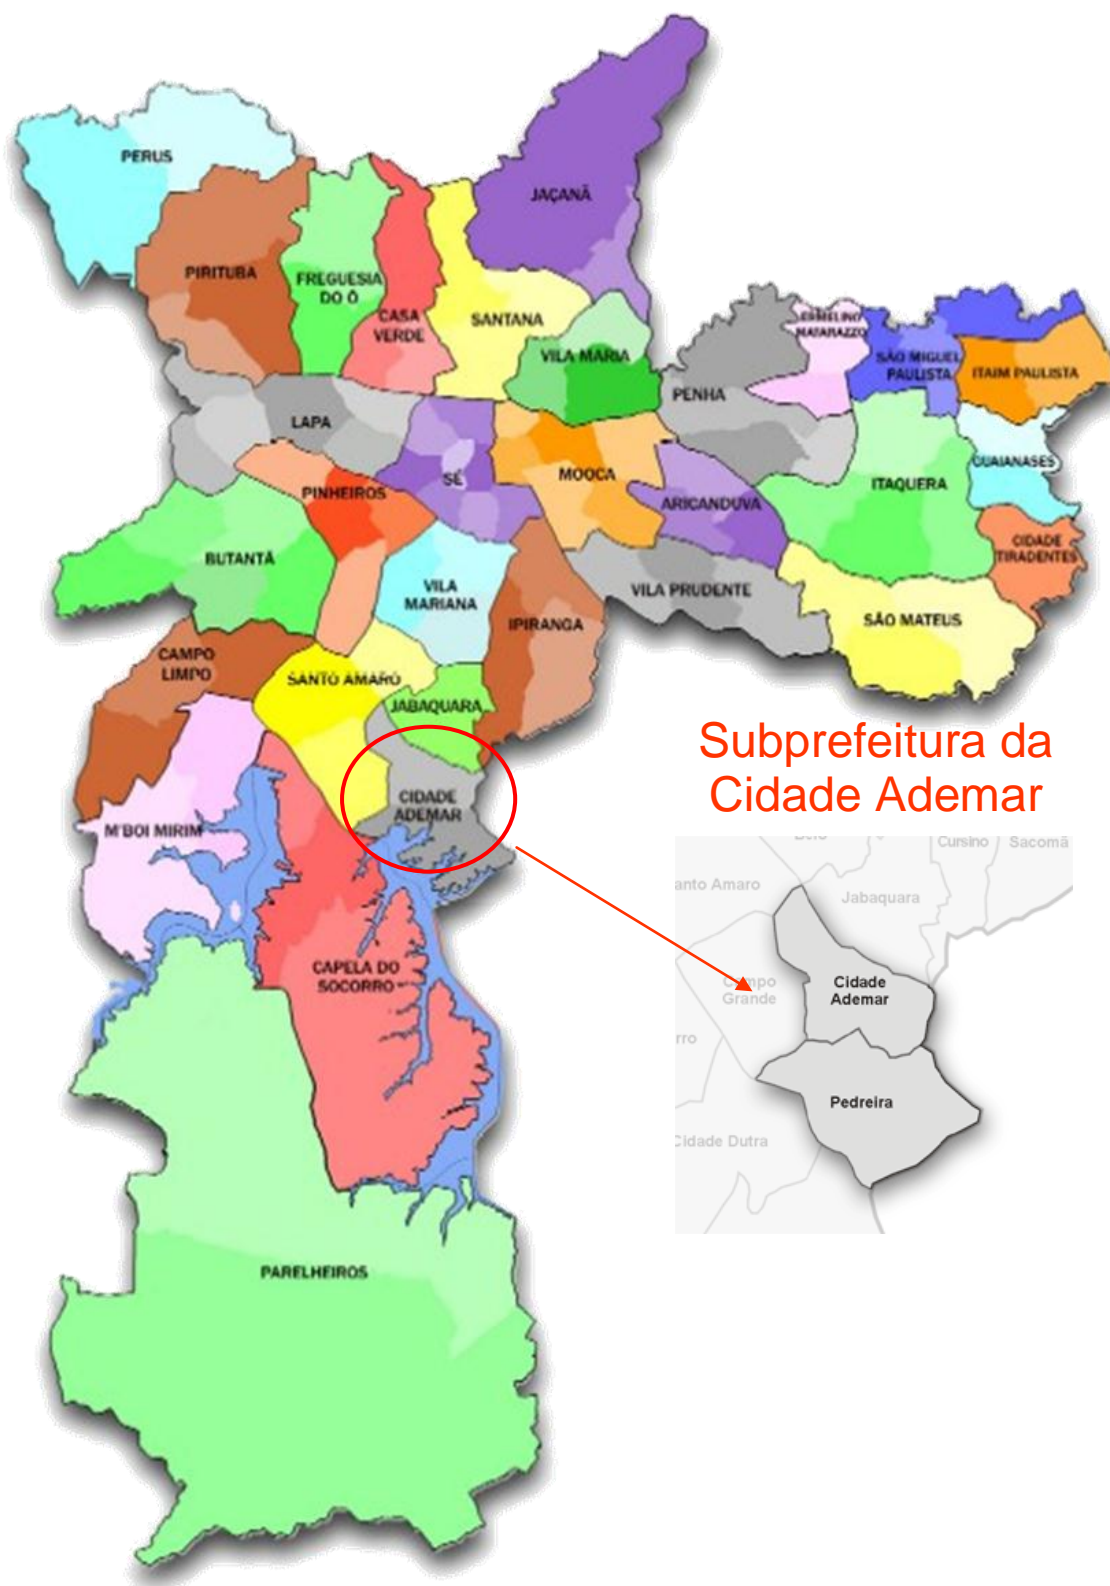 PERUS
JAÇANÃ
PIRITUBA
FREGUESIA
DO Ó
CASA
VERDE
SANTANA
VILA MARIA
ERMELINO
MATARAZZO
SÃO MIGUEL
PAULISTA
ITAIM PAULISTA
PENHA
LAPA
SÉ
MOOCA
PINHEIROS
ARICANDUVA
ITAQUERA
GUAIANASES
CIDADE
TIRADENTES
BUTANTÃ
VILA
MARIANA
IPIRANGA
VILA PRUDENTE
SÃO MATEUS
CAMPO
LIMPO
SANTO AMARO
JABAQUARA
CIDADE
ADEMAR
M'BOI MIRIM
CAPELA DO
SOCORRO
PARELHEIROS
Subprefeitura da
Cidade Ademar
Cursino
Sacomã
anto Amaro
Jabaquara
Campo
Grande
Cidade
Ademar
rro
Pedreira
Cidade Dutra